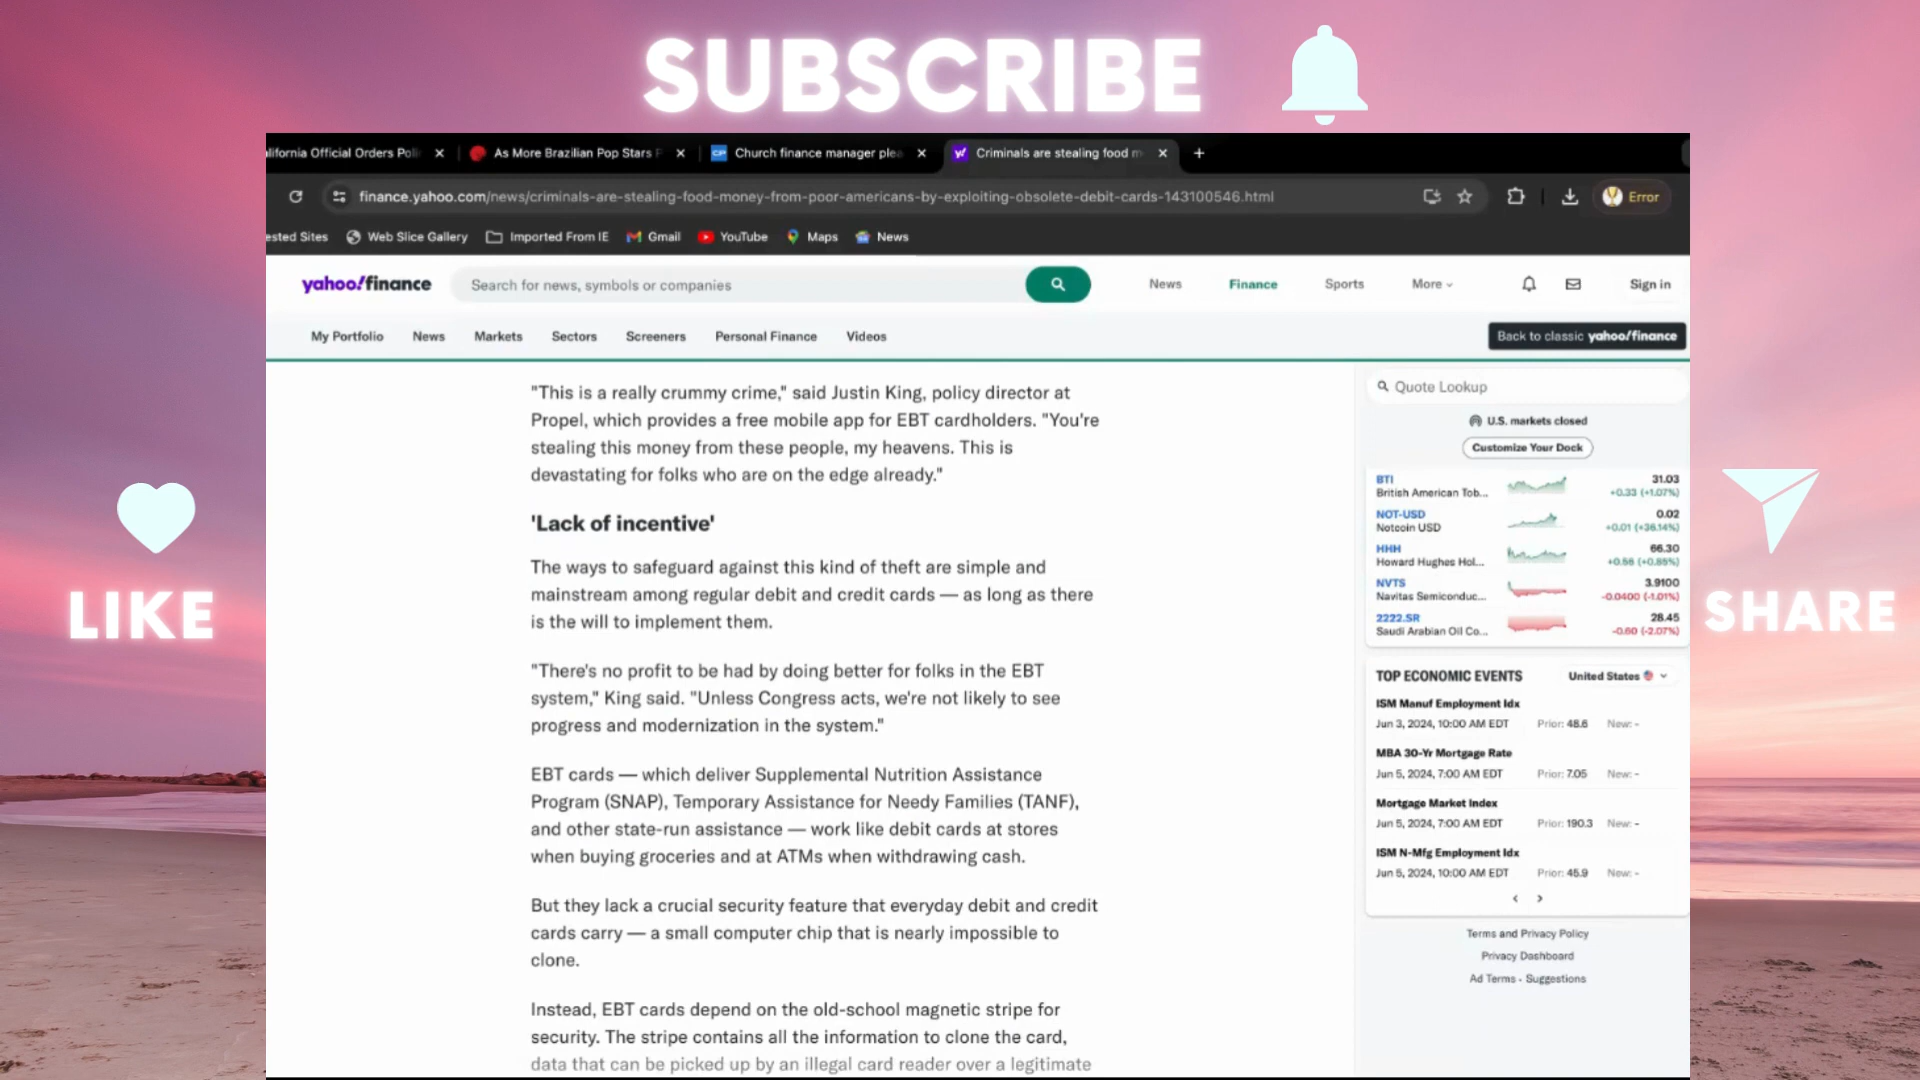 SUBSCRIBE
lifornia Official Orders Poli
As More Brazilian Pop Stars F
Church finance manager plea
Criminals are stealing food m
finance.yahoo.com/news/criminals-are-stealing-food-money-from-poor-americans-by-exploiting-obsolete-debit-cards-143100546.html
Error
ested Sites
Web Slice Gallery
Imported From IE
Gmail
YouTube
Maps
News
yahoo!finance
Search for news, symbols or companies
News
Finance
Sports
More
Sign in
My Portfolio
News
Markets
Sectors
Screeners
Personal Finance
Videos
Back to classic yahoo/finance
"This is a really crummy crime," said Justin King, policy director at
Propel, which provides a free mobile app for EBT cardholders. "You're
stealing this money from these people, my heavens. This is
devastating for folks who are on the edge already."
'Lack of incentive'
The ways to safeguard against this kind of theft are simple and
mainstream among regular debit and credit cards — as long as there
is the will to implement them.
"There's no profit to be had by doing better for folks in the EBT
system," King said. "Unless Congress acts, we're not likely to see
progress and modernization in the system."
EBT cards — which deliver Supplemental Nutrition Assistance
Program (SNAP), Temporary Assistance for Needy Families (TANF),
and other state-run assistance — work like debit cards at stores
when buying groceries and at ATMs when withdrawing cash.
But they lack a crucial security feature that everyday debit and credit
cards carry — a small computer chip that is nearly impossible to
clone.
Instead, EBT cards depend on the old-school magnetic stripe for
security. The stripe contains all the information to clone the card,
data that can be picked up by an illegal card reader over a legitimate
Quote Lookup
U.S. markets closed
Customize Your Dock
BTI 31.03
British American Tob... +0.33 (+1.07%)
NOT-USD 0.02
Notcoin USD +0.01 (+36.14%)
HHH 66.30
Howard Hughes Hol... +0.56 (+0.85%)
NVTS 3.9100
Navitas Semiconduc... -0.0400 (-1.01%)
2222.SR 28.45
Saudi Arabian Oil Co... -0.60 (-2.07%)
TOP ECONOMIC EVENTS United States
ISM Manuf Employment Idx
Jun 3, 2024, 10:00 AM EDT Prior: 48.6 New: -
MBA 30-Yr Mortgage Rate
Jun 5, 2024, 7:00 AM EDT Prior: 7.05 New: -
Mortgage Market Index
Jun 5, 2024, 7:00 AM EDT Prior: 190.3 New: -
ISM N-Mfg Employment Idx
Jun 5, 2024, 10:00 AM EDT Prior: 45.9 New: -
Terms and Privacy Policy
Privacy Dashboard
Ad Terms • Suggestions
LIKE
SHARE